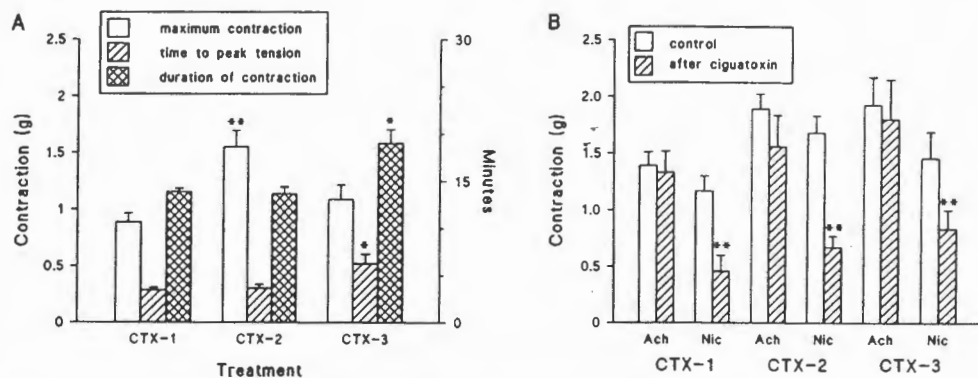 A
maximum contraction
time to peak tension
duration of contraction
2.5
2
1.5
1
0.5
0
Contraction (g)
**
*
*
30
15
0
Minutes
CTX-1 CTX-2 CTX-3
Treatment
B
control
after ciguatoxin
2.5
2.0
1.5
1.0
0.5
0
Contraction (g)
**
**
**
Ach Nic Ach Nic Ach Nic
CTX-1 CTX-2 CTX-3